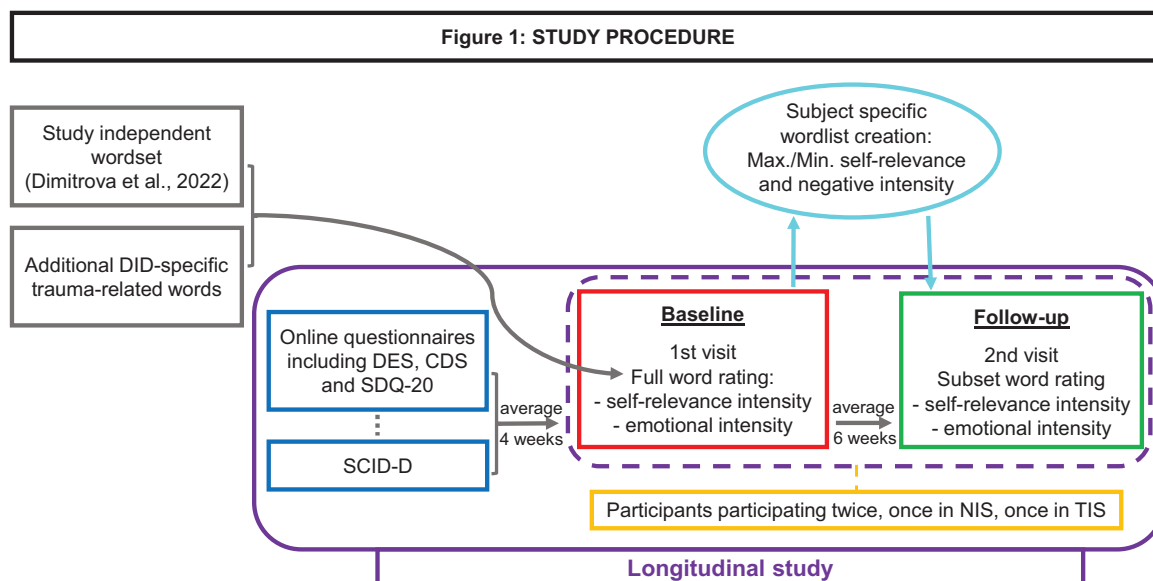 Figure 1: STUDY PROCEDURE
Study independent
wordset
(Dimitrova et al., 2022)
Additional DID-specific
trauma-related words
Subject specific
wordlist creation:
Max./Min. self-relevance
and negative intensity
Online questionnaires
including DES, CDS
and SDQ-20
SCID-D
average
4 weeks
Baseline
1st visit
Full word rating:
- self-relevance intensity
- emotional intensity
average
6 weeks
Follow-up
2nd visit
Subset word rating
- self-relevance intensity
- emotional intensity
Participants participating twice, once in NIS, once in TIS
Longitudinal study